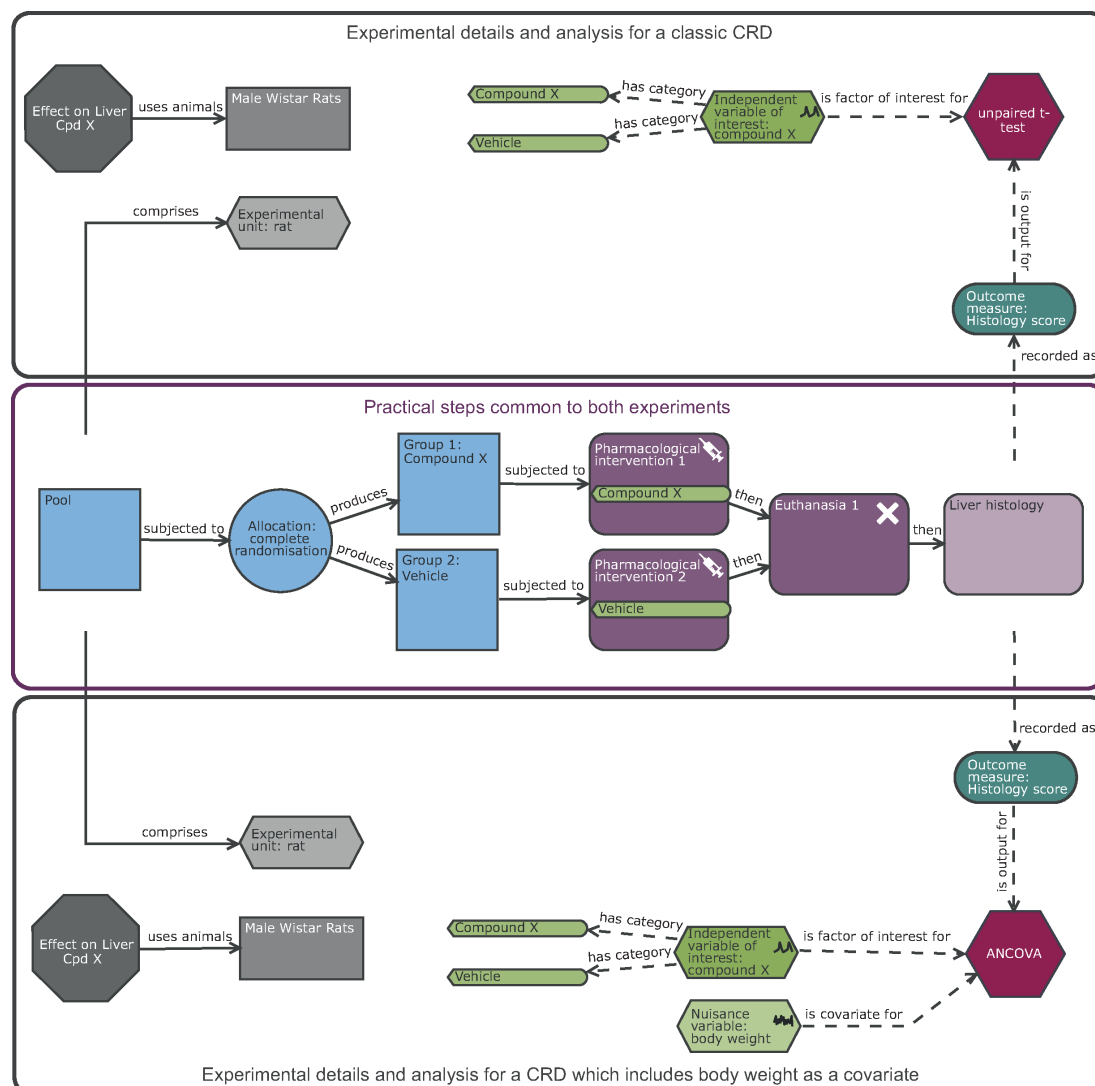 Experimental details and analysis for a classic CRD
Effect on Liver
Cpd X
uses animals
Male Wistar Rats
Compound X
has category
has category
Vehicle
Independent
variable of
interest:
compound X
is factor of interest for
unpaired t-
test
comprises
Experimental
unit: rat
is output for
Outcome
measure:
Histology score
recorded as
Practical steps common to both experiments
Pool
subjected to
Allocation:
complete
randomisation
produces
produces
Group 1:
Compound X
subjected to
Pharmacological
intervention 1
Compound X
then
Group 2:
Vehicle
subjected to
Pharmacological
intervention 2
Vehicle
then
Euthanasia 1
then
Liver histology
recorded as
Outcome
measure:
Histology score
is output for
comprises
Experimental
unit: rat
Effect on Liver
Cpd X
uses animals
Male Wistar Rats
Compound X
has category
has category
Vehicle
Independent
variable of
interest:
compound X
is factor of interest for
ANCOVA
Nuisance
variable:
body weight
is covariate for
Experimental details and analysis for a CRD which includes body weight as a covariate